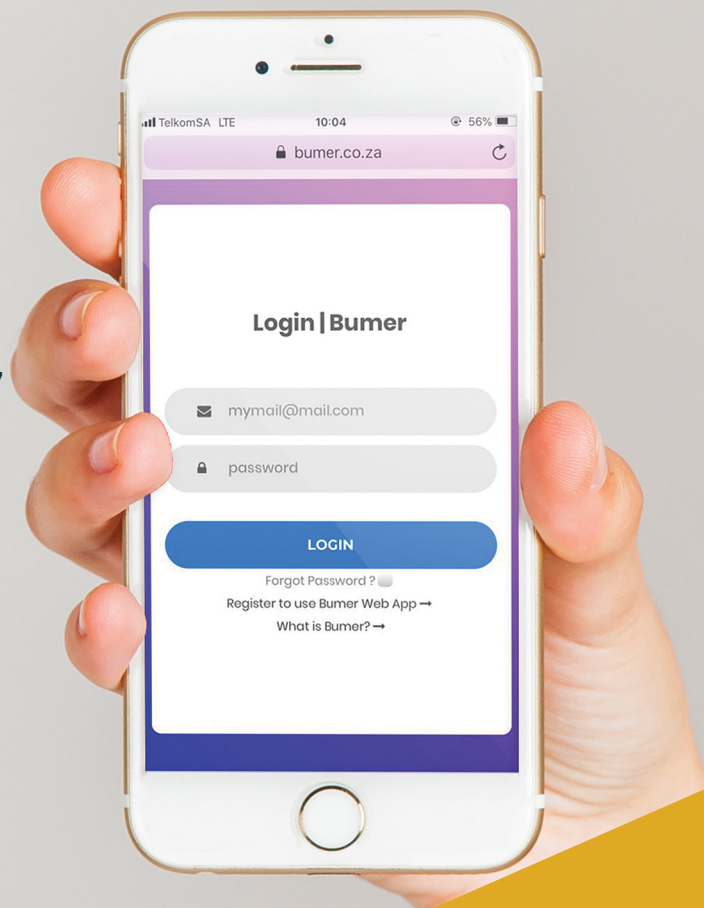 TelkomSA LTE 10:04 56%
bumer.co.za
Login | Bumer
mymail@mail.com
password
LOGIN
Forgot Password ?
Register to use Bumer Web App →
What is Bumer? →